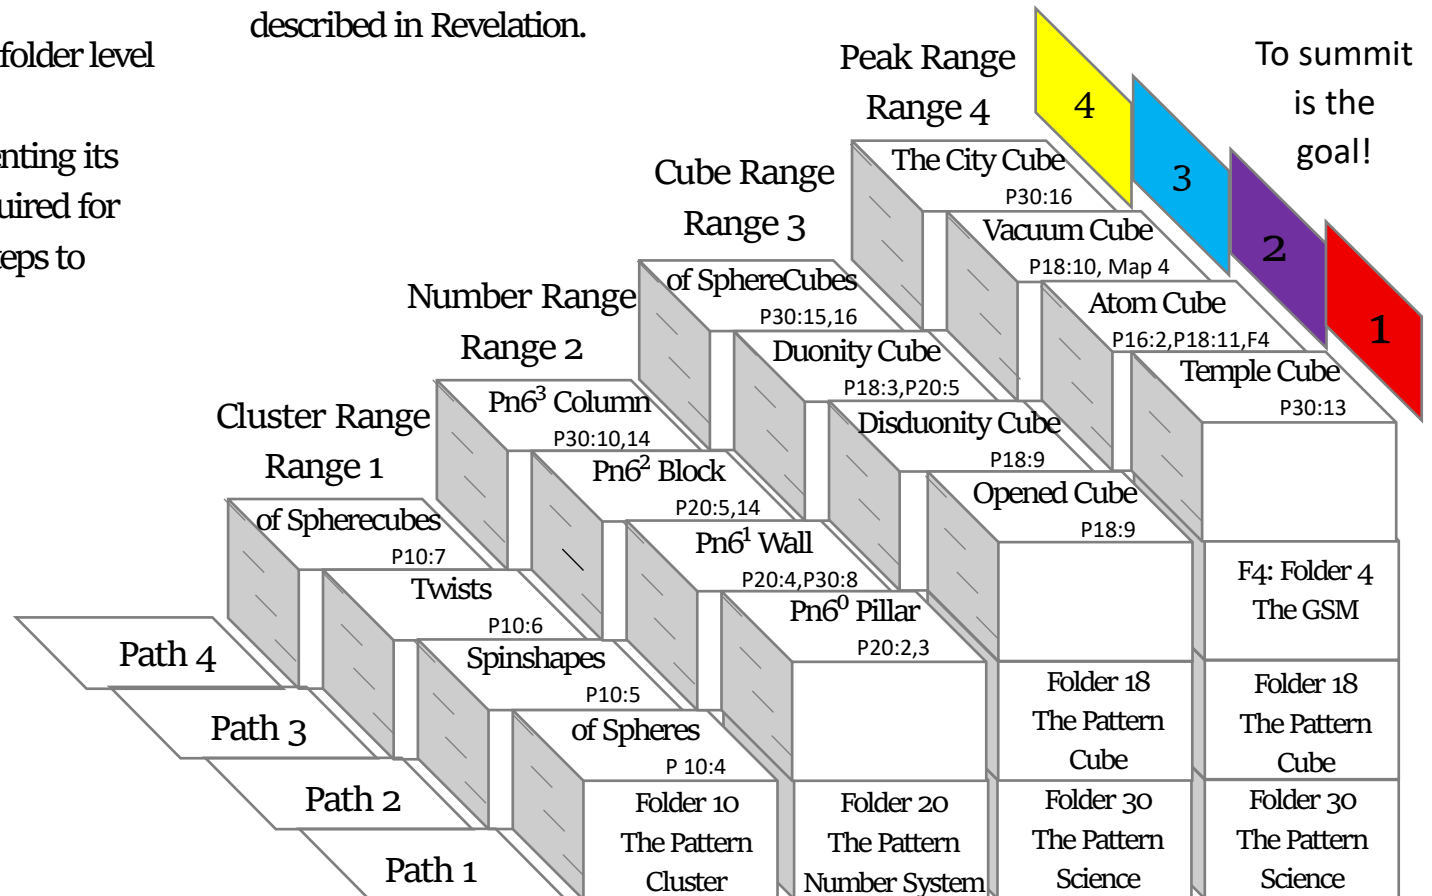 folder level
enting its
uired for
teps to
described in Revelation.
To summit
is the
goal!
Peak Range
Range 4
Cube Range
Range 3
Number Range
Range 2
Cluster Range
Range 1
4
3
2
1
The City Cube
P30:16
Vacuum Cube
P18:10, Map 4
Atom Cube
P16:2,P18:11,F4
Temple Cube
P30:13
of SphereCubes
P30:15,16
Duonity Cube
P18:3,P20:5
Disduonity Cube
P18:9
Opened Cube
P18:9
Pn6³ Column
P30:10,14
Pn6² Block
P20:5,14
Pn6¹ Wall
P20:4,P30:8
Pn6⁰ Pillar
P20:2,3
of Spherecubes
P10:7
Twists
P10:6
Spinshapes
P10:5
of Spheres
P 10:4
Path 4
Path 3
Path 2
Path 1
Folder 10
The Pattern
Cluster
Folder 20
The Pattern
Number System
Folder 18
The Pattern
Cube
Folder 30
The Pattern
Science
F4: Folder 4
The GSM
Folder 18
The Pattern
Cube
Folder 30
The Pattern
Science